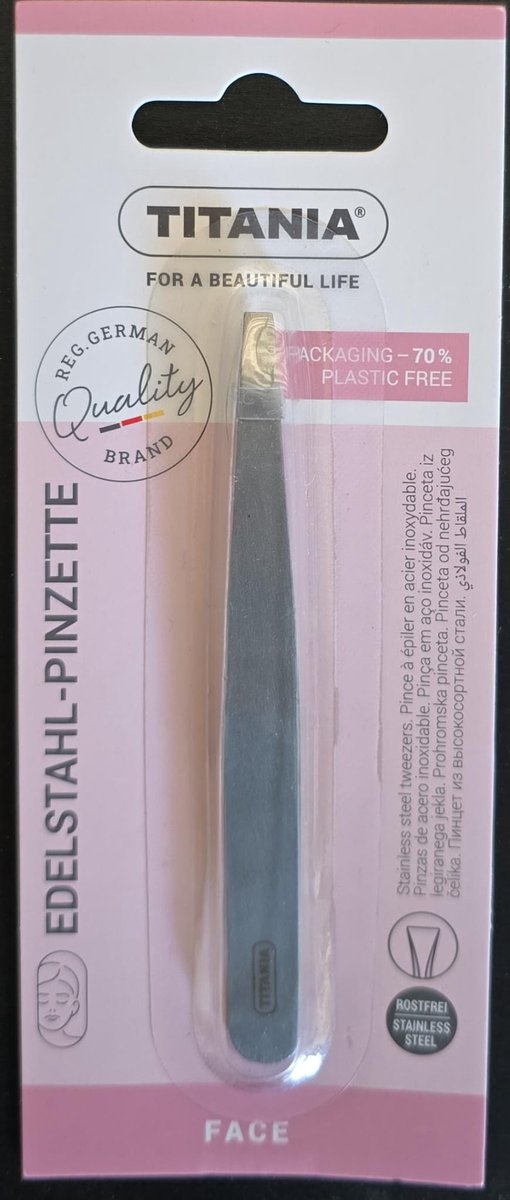 TITANIA®
FOR A BEAUTIFUL LIFE
REG. GERMAN
Quality
BRAND
PACKAGING – 70 %
PLASTIC FREE
EDELSTAHL-PINZETTE
Stainless steel tweezers. Pince à épiler en acier inoxydable.
Pinzas de acero inoxidable. Pinça em aço inoxidáv. Pinceta iz
legiranega jekla. Prohromska pinceta. Pinceta od nehrđajućeg
čelika. Пинцет из высокосортной стали. الملقاط الفولاذي
TITANIA
ROSTFREI
STAINLESS
STEEL
FACE